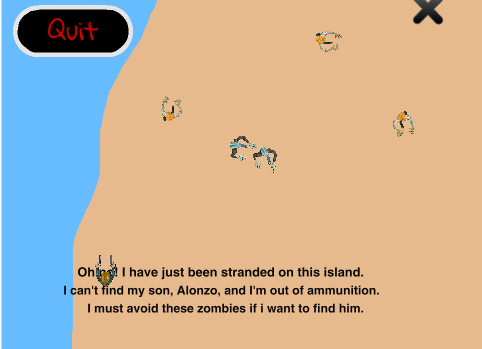 Quit
Oh I have just been stranded on this island.
I can't find my son, Alonzo, and I'm out of ammunition.
I must avoid these zombies if i want to find him.